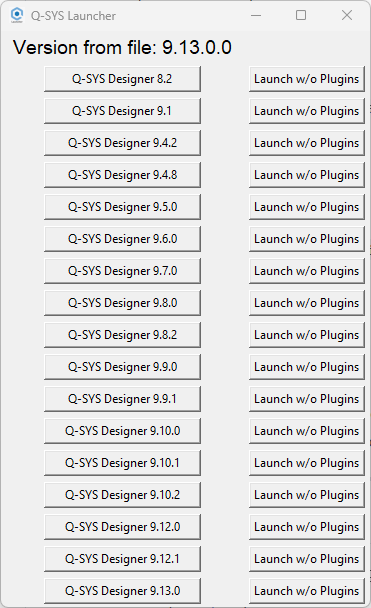 Q-SYS Launcher
Version from file: 9.13.0.0
Q-SYS Designer 8.2 Launch w/o Plugins
Q-SYS Designer 9.1 Launch w/o Plugins
Q-SYS Designer 9.4.2 Launch w/o Plugins
Q-SYS Designer 9.4.8 Launch w/o Plugins
Q-SYS Designer 9.5.0 Launch w/o Plugins
Q-SYS Designer 9.6.0 Launch w/o Plugins
Q-SYS Designer 9.7.0 Launch w/o Plugins
Q-SYS Designer 9.8.0 Launch w/o Plugins
Q-SYS Designer 9.8.2 Launch w/o Plugins
Q-SYS Designer 9.9.0 Launch w/o Plugins
Q-SYS Designer 9.9.1 Launch w/o Plugins
Q-SYS Designer 9.10.0 Launch w/o Plugins
Q-SYS Designer 9.10.1 Launch w/o Plugins
Q-SYS Designer 9.10.2 Launch w/o Plugins
Q-SYS Designer 9.12.0 Launch w/o Plugins
Q-SYS Designer 9.12.1 Launch w/o Plugins
Q-SYS Designer 9.13.0 Launch w/o Plugins